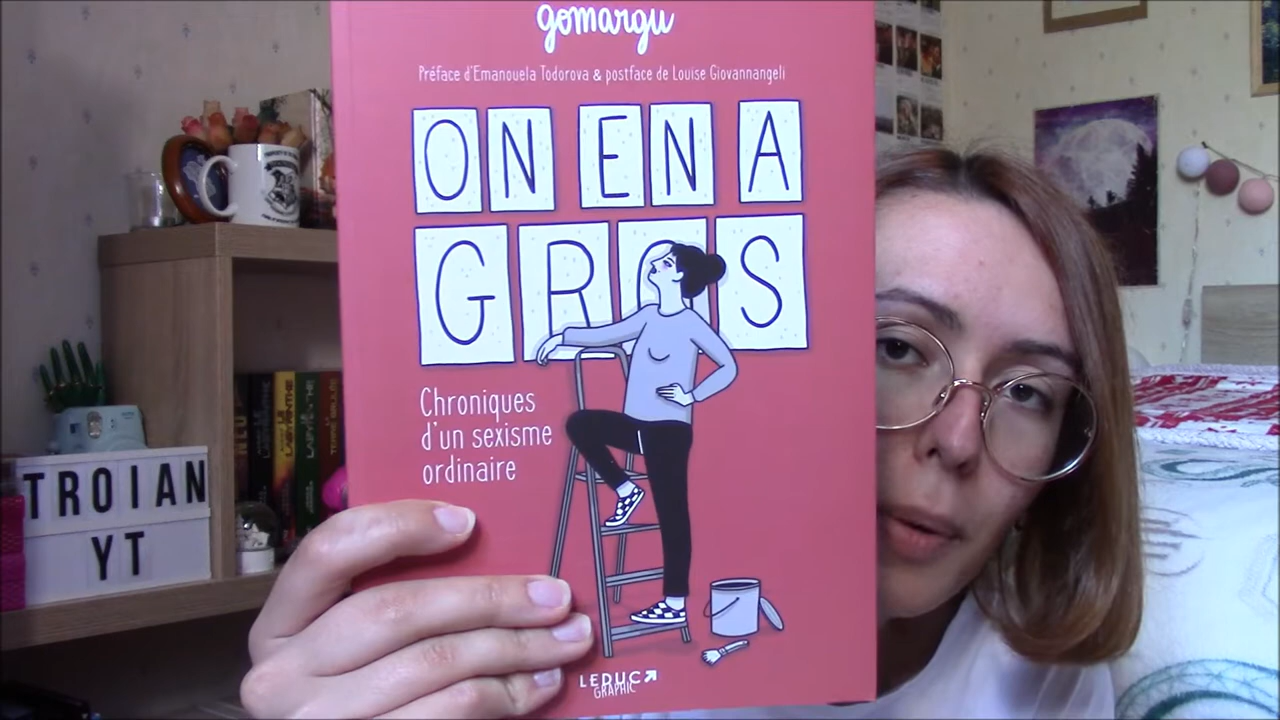 gomargu
Préface d'Emanouela Todorova & postface de Louise Giovannangeli
ON EN A
GROS
Chroniques
d'un sexisme
ordinaire
LEDUC
GRAPHIC
TROIAN
YT